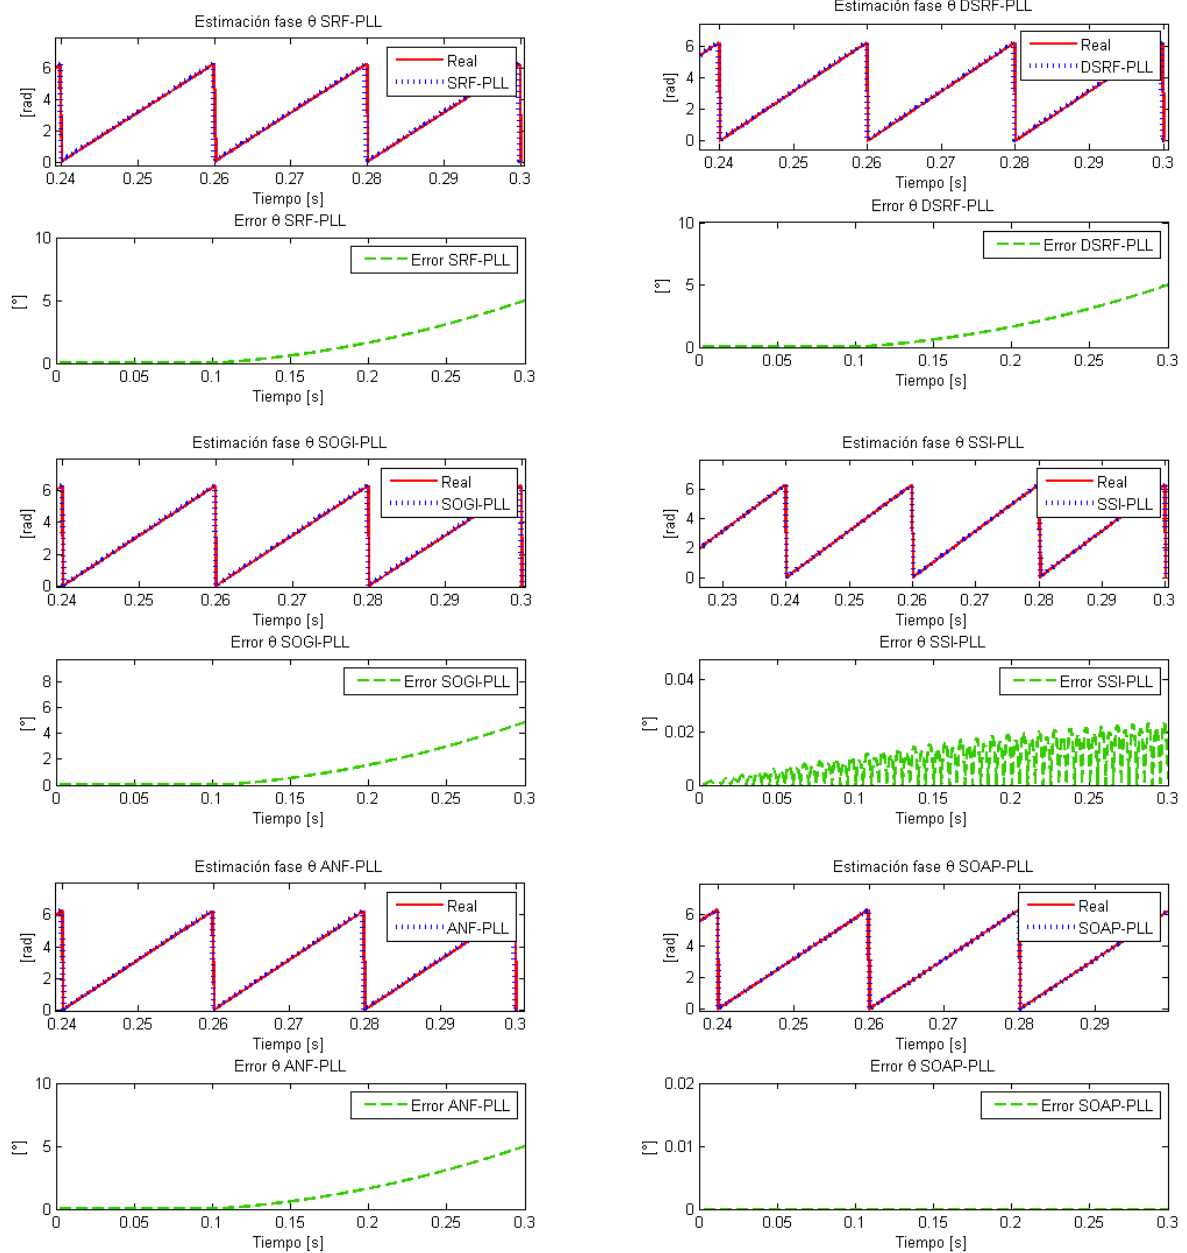 Estimación fase θ SRF-PLL
[rad]
6
4
2
0
Real
SRF-PLL
0.24 0.25 0.26 0.27 0.28 0.29 0.3
Tiempo [s]
Error θ SRF-PLL
[°]
10
5
0
Error SRF-PLL
0 0.05 0.1 0.15 0.2 0.25 0.3
Tiempo [s]
Estimación fase θ DSRF-PLL
[rad]
6
4
2
0
Real
DSRF-PLL
0.24 0.25 0.26 0.27 0.28 0.29 0.3
Tiempo [s]
Error θ DSRF-PLL
[°]
10
5
0
Error DSRF-PLL
0 0.05 0.1 0.15 0.2 0.25 0.3
Tiempo [s]
Estimación fase θ SOGI-PLL
[rad]
6
4
2
0
Real
SOGI-PLL
0.24 0.25 0.26 0.27 0.28 0.29 0.3
Tiempo [s]
Error θ SOGI-PLL
[°]
8
6
4
2
0
Error SOGI-PLL
0 0.05 0.1 0.15 0.2 0.25 0.3
Tiempo [s]
Estimación fase θ SSI-PLL
[rad]
6
4
2
0
Real
SSI-PLL
0.23 0.24 0.25 0.26 0.27 0.28 0.29 0.3
Tiempo [s]
Error θ SSI-PLL
[°]
0.04
0.02
0
Error SSI-PLL
0 0.05 0.1 0.15 0.2 0.25 0.3
Tiempo [s]
Estimación fase θ ANF-PLL
[rad]
6
4
2
0
Real
ANF-PLL
0.24 0.25 0.26 0.27 0.28 0.29 0.3
Tiempo [s]
Error θ ANF-PLL
[°]
10
5
0
Error ANF-PLL
0 0.05 0.1 0.15 0.2 0.25 0.3
Tiempo [s]
Estimación fase θ SOAP-PLL
[rad]
6
4
2
0
Real
SOAP-PLL
0.24 0.25 0.26 0.27 0.28 0.29
Tiempo [s]
Error θ SOAP-PLL
[°]
0.02
0.01
0
Error SOAP-PLL
0 0.05 0.1 0.15 0.2 0.25 0.3
Tiempo [s]